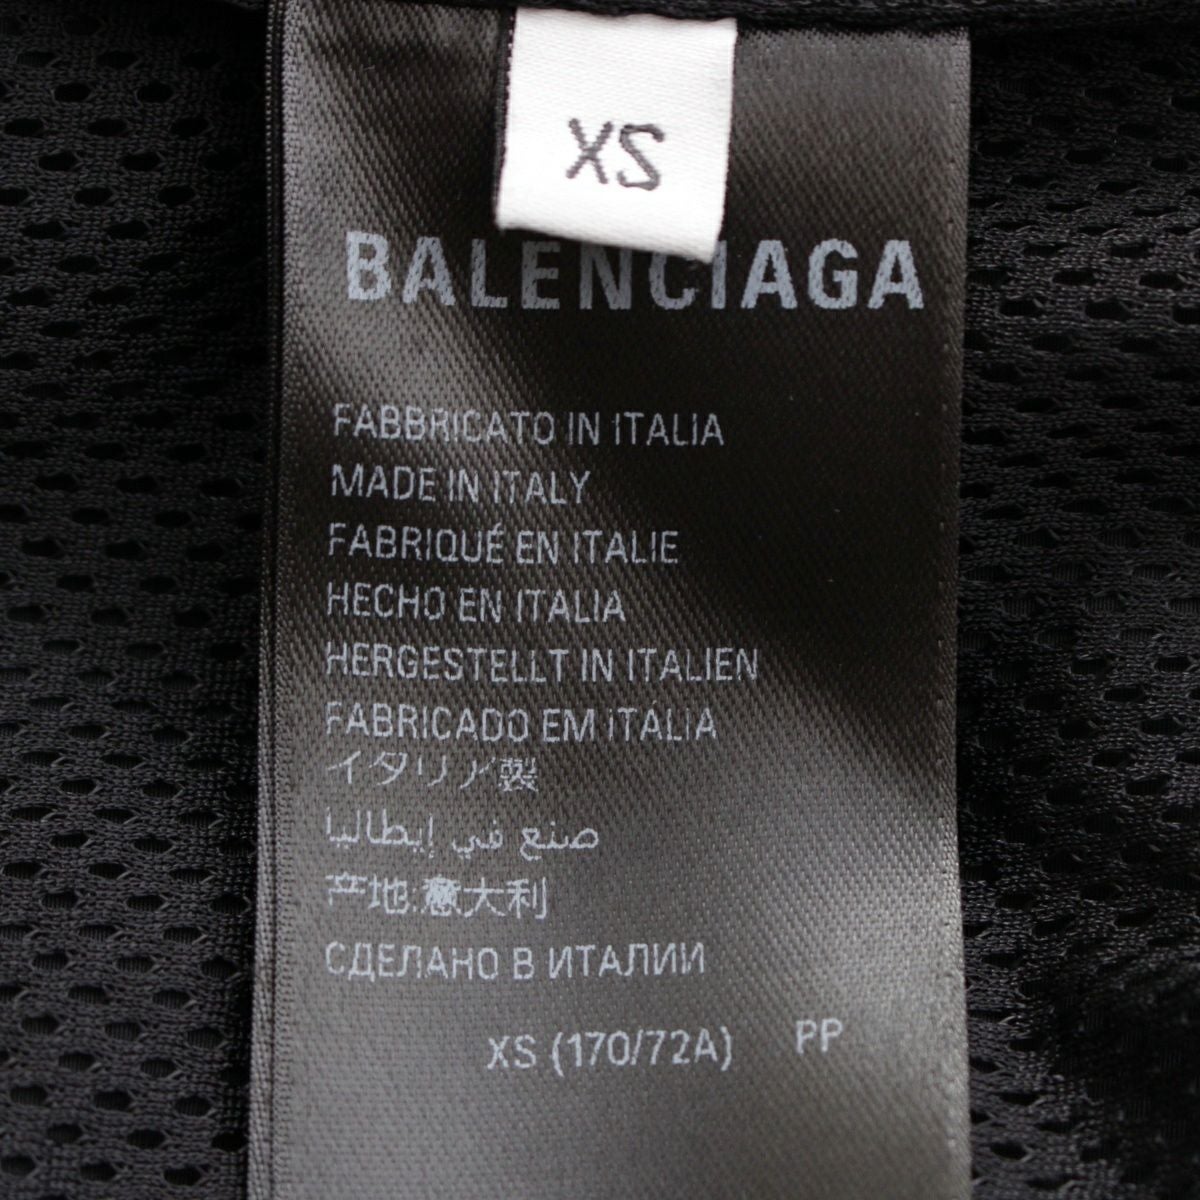 XS
BALENCIAGA
FABBRICATO IN ITALIA
MADE IN ITALY
FABRIQUÉ EN ITALIE
HECHO EN ITALIA
HERGESTELLT IN ITALIEN
FABRICADO EM ITÁLIA
イタリア製
صنع في إيطاليا
产地:意大利
СДЕЛАНО В ИТАЛИИ
XS (170/72A) PP